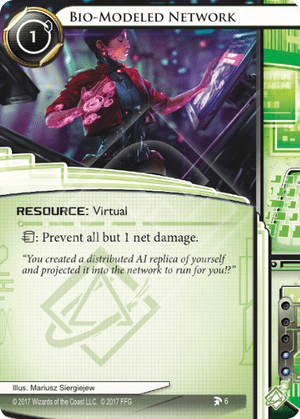 1
BIO-MODELED NETWORK
RESOURCE: Virtual
: Prevent all but 1 net damage.
“You created a distributed AI replica of yourself
and projected it into the network to run for you!?”
Illus. Mariusz Siergiejew
© 2017 Wizards of the Coast LLC. © 2017 FFG
6